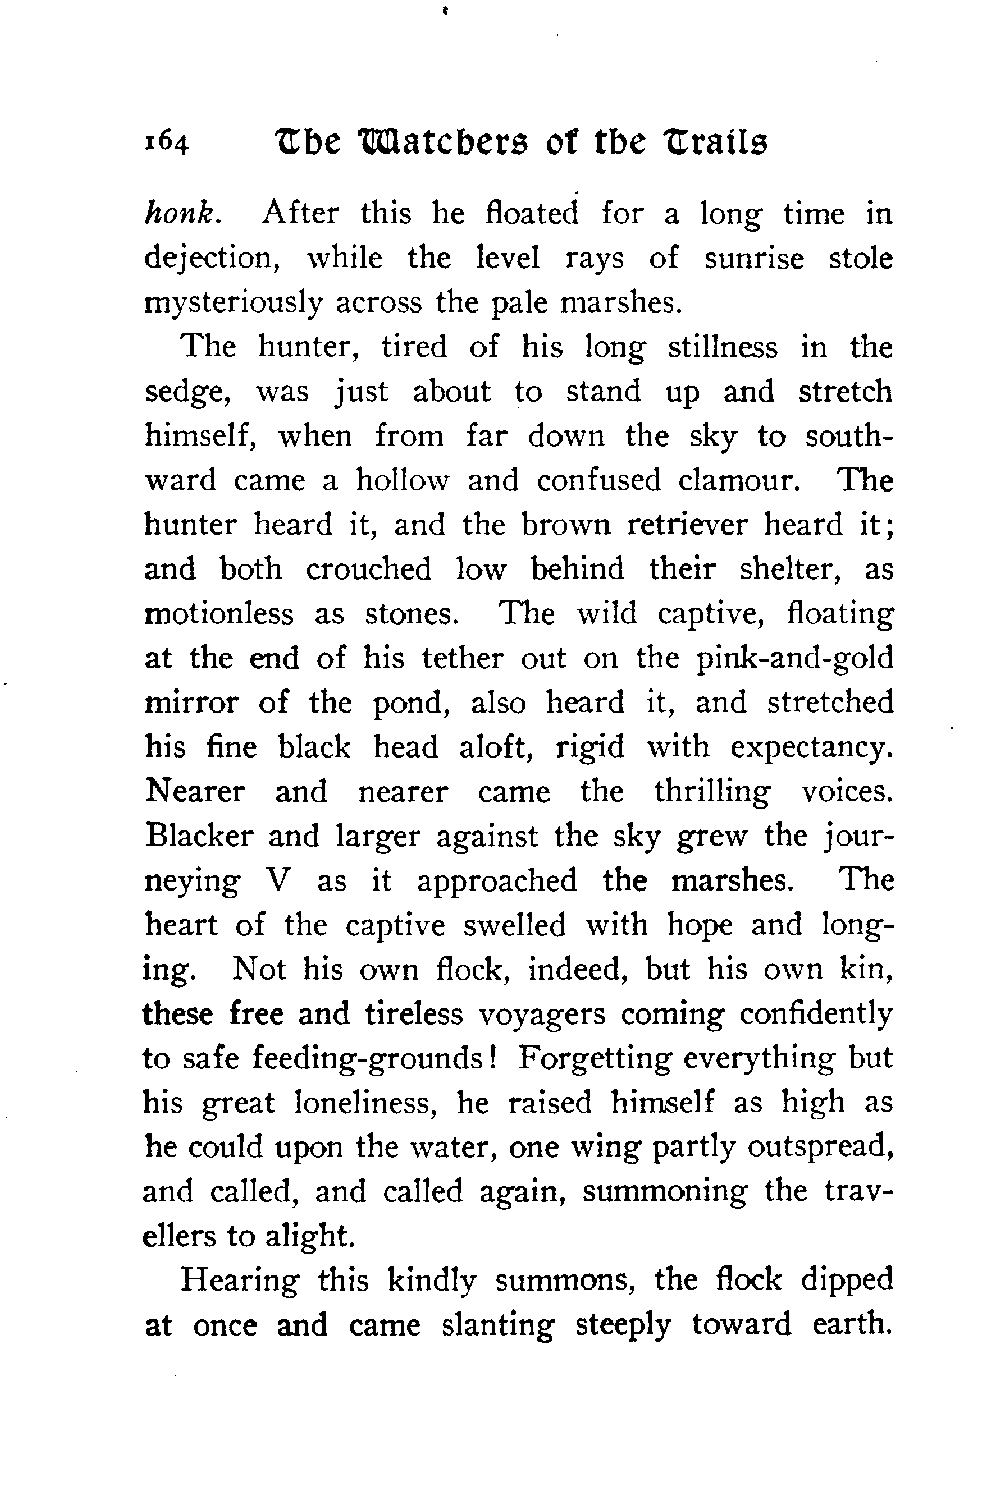 164 The Watchers of the Trails
honk. After this he floated for a long time in
dejection, while the level rays of sunrise stole
mysteriously across the pale marshes.
The hunter, tired of his long stillness in the
sedge, was just about to stand up and stretch
himself, when from far down the sky to south-
ward came a hollow and confused clamour. The
hunter heard it, and the brown retriever heard it;
and both crouched low behind their shelter, as
motionless as stones. The wild captive, floating
at the end of his tether out on the pink-and-gold
mirror of the pond, also heard it, and stretched
his fine black head aloft, rigid with expectancy.
Nearer and nearer came the thrilling voices.
Blacker and larger against the sky grew the jour-
neying V as it approached the marshes. The
heart of the captive swelled with hope and long-
ing. Not his own flock, indeed, but his own kin,
these free and tireless voyagers coming confidently
to safe feeding-grounds! Forgetting everything but
his great loneliness, he raised himself as high as
he could upon the water, one wing partly outspread,
and called, and called again, summoning the trav-
ellers to alight.
Hearing this kindly summons, the flock dipped
at once and came slanting steeply toward earth.